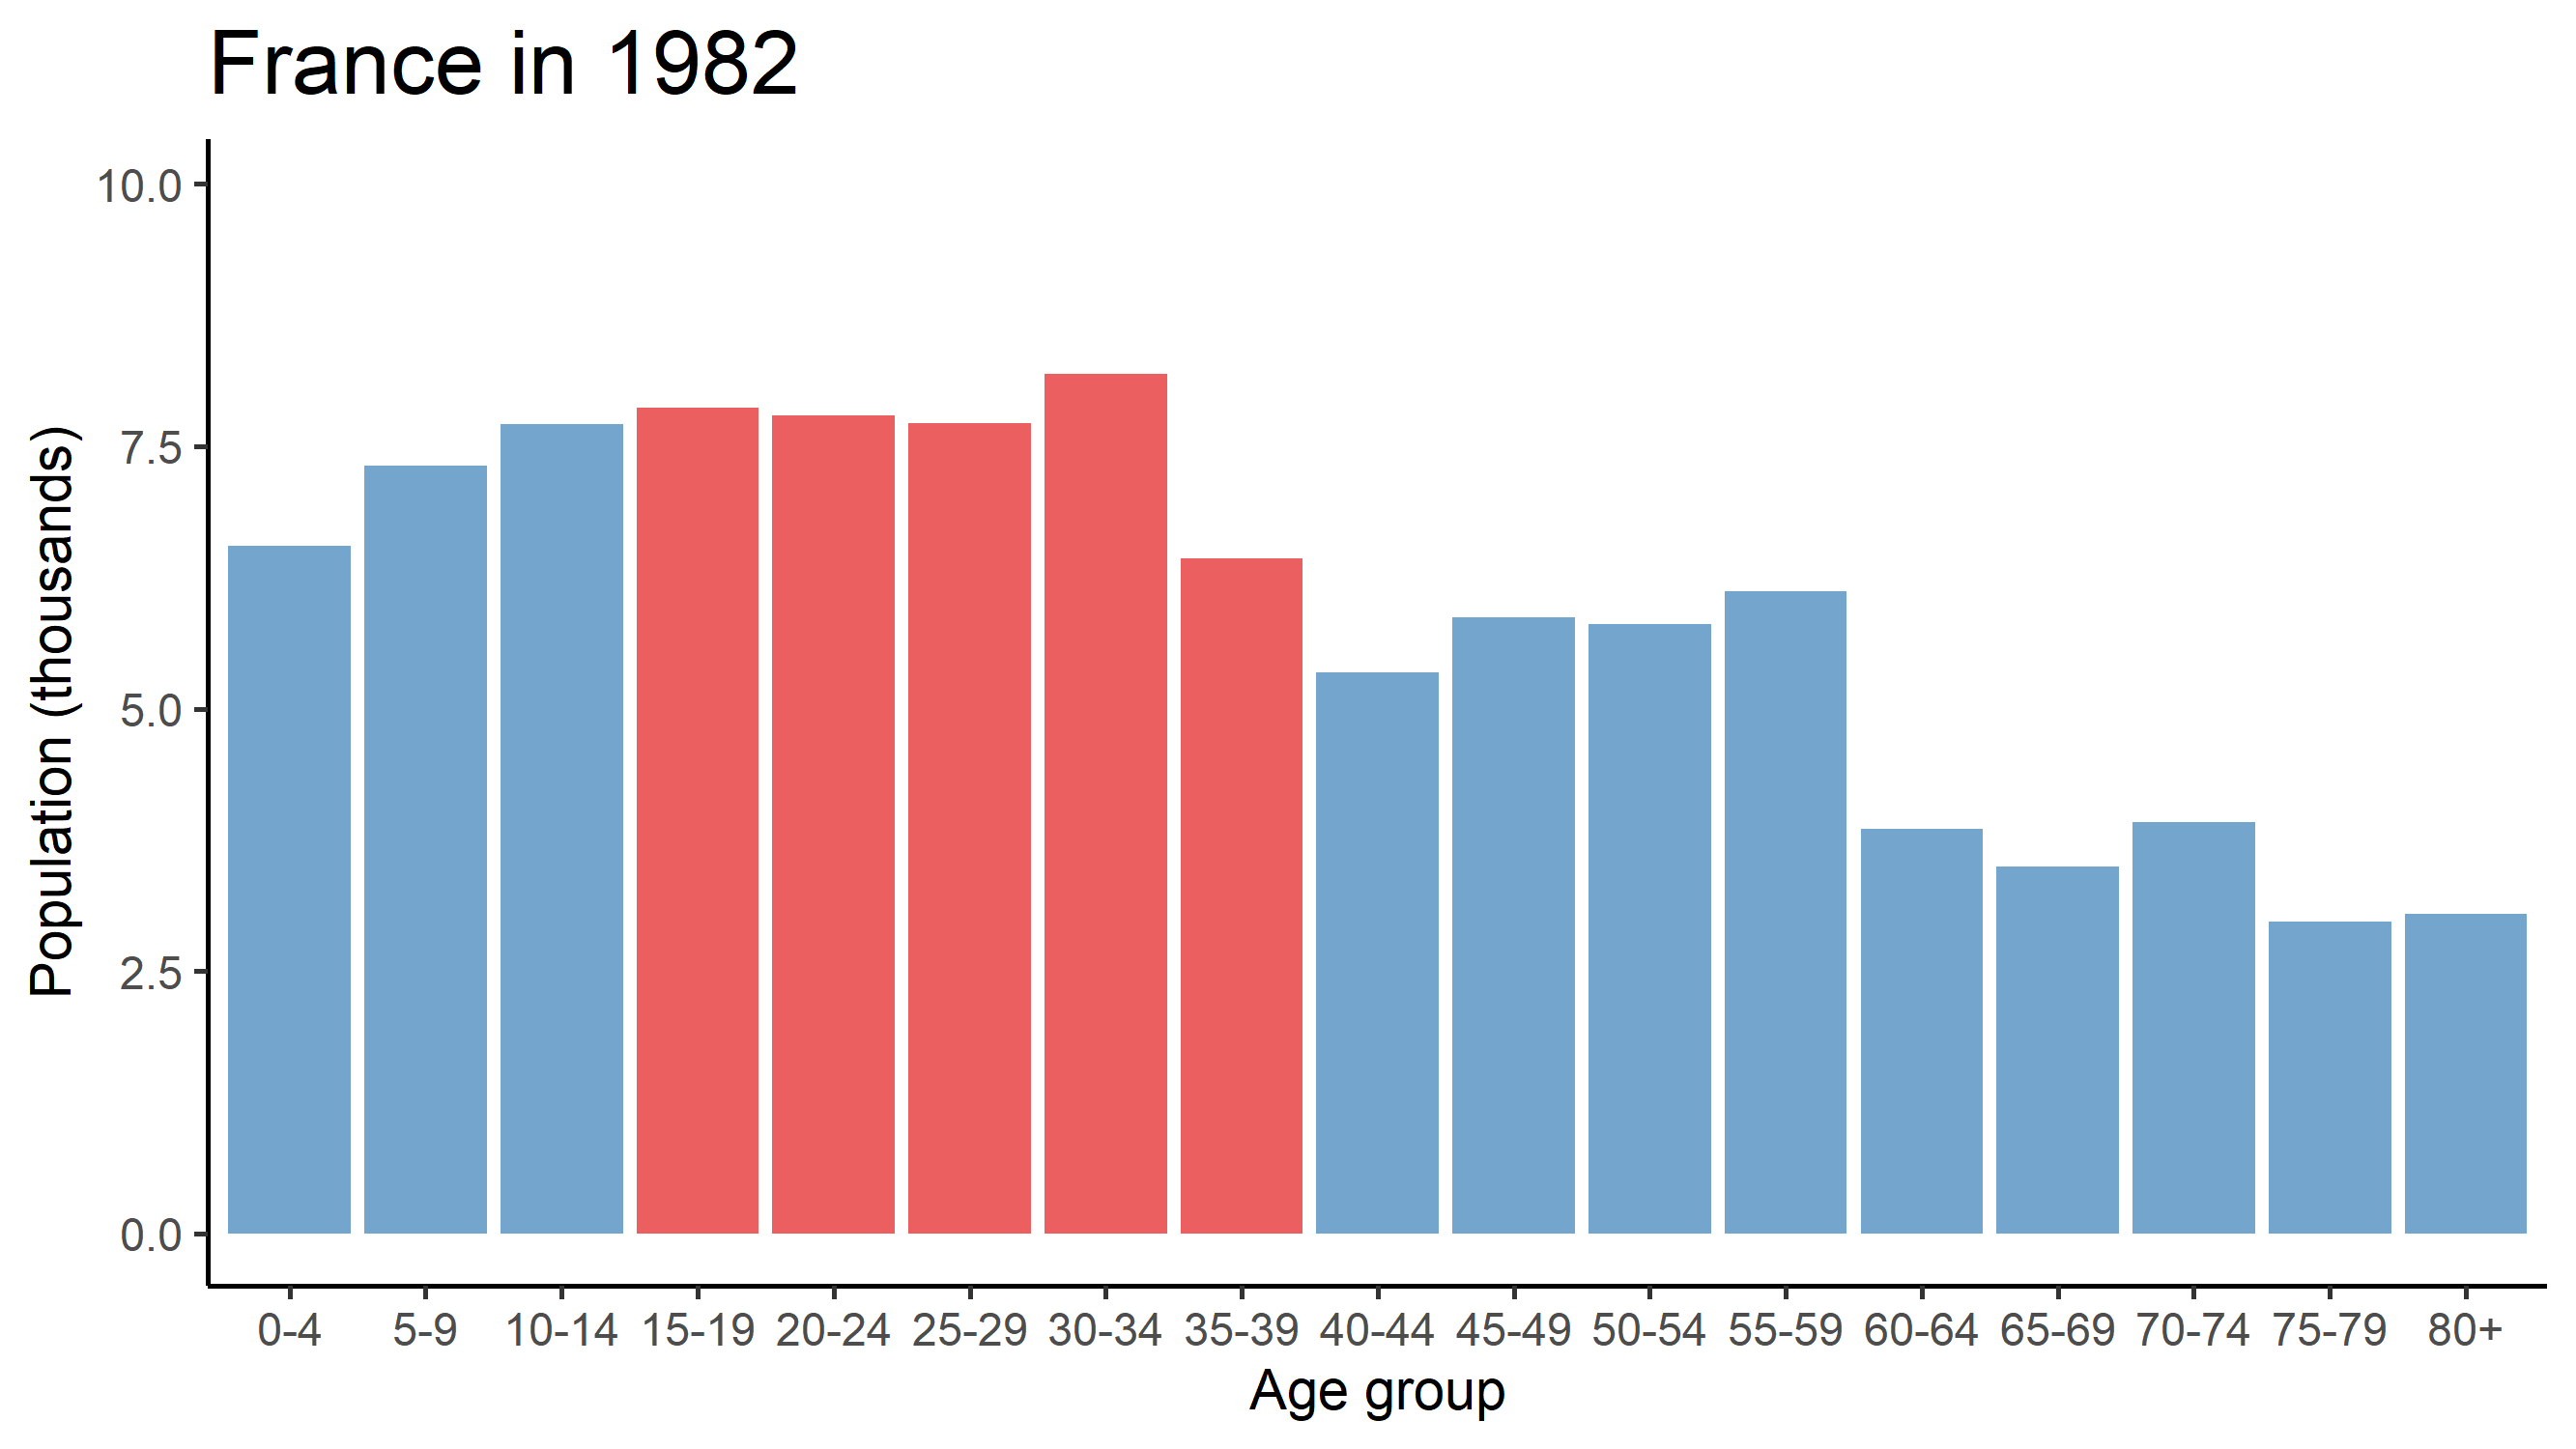 France in 1982
Population (thousands)
10.0
7.5
5.0
2.5
0.0
0-4 5-9 10-14 15-19 20-24 25-29 30-34 35-39 40-44 45-49 50-54 55-59 60-64 65-69 70-74 75-79 80+
Age group